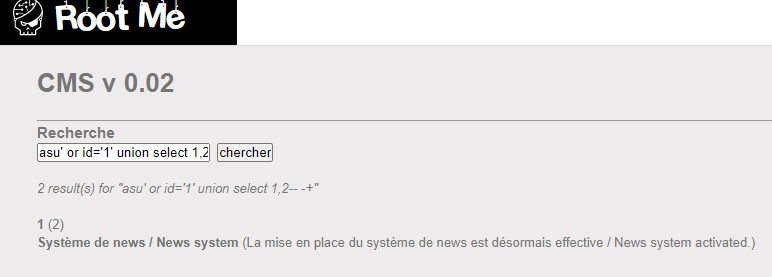 Root Me
CMS v 0.02
Recherche
asu' or id='1' union select 1,2
chercher
2 result(s) for "asu' or id='1' union select 1,2-- -+"
1 (2)
Système de news / News system (La mise en place du système de news est désormais effective / News system activated.)